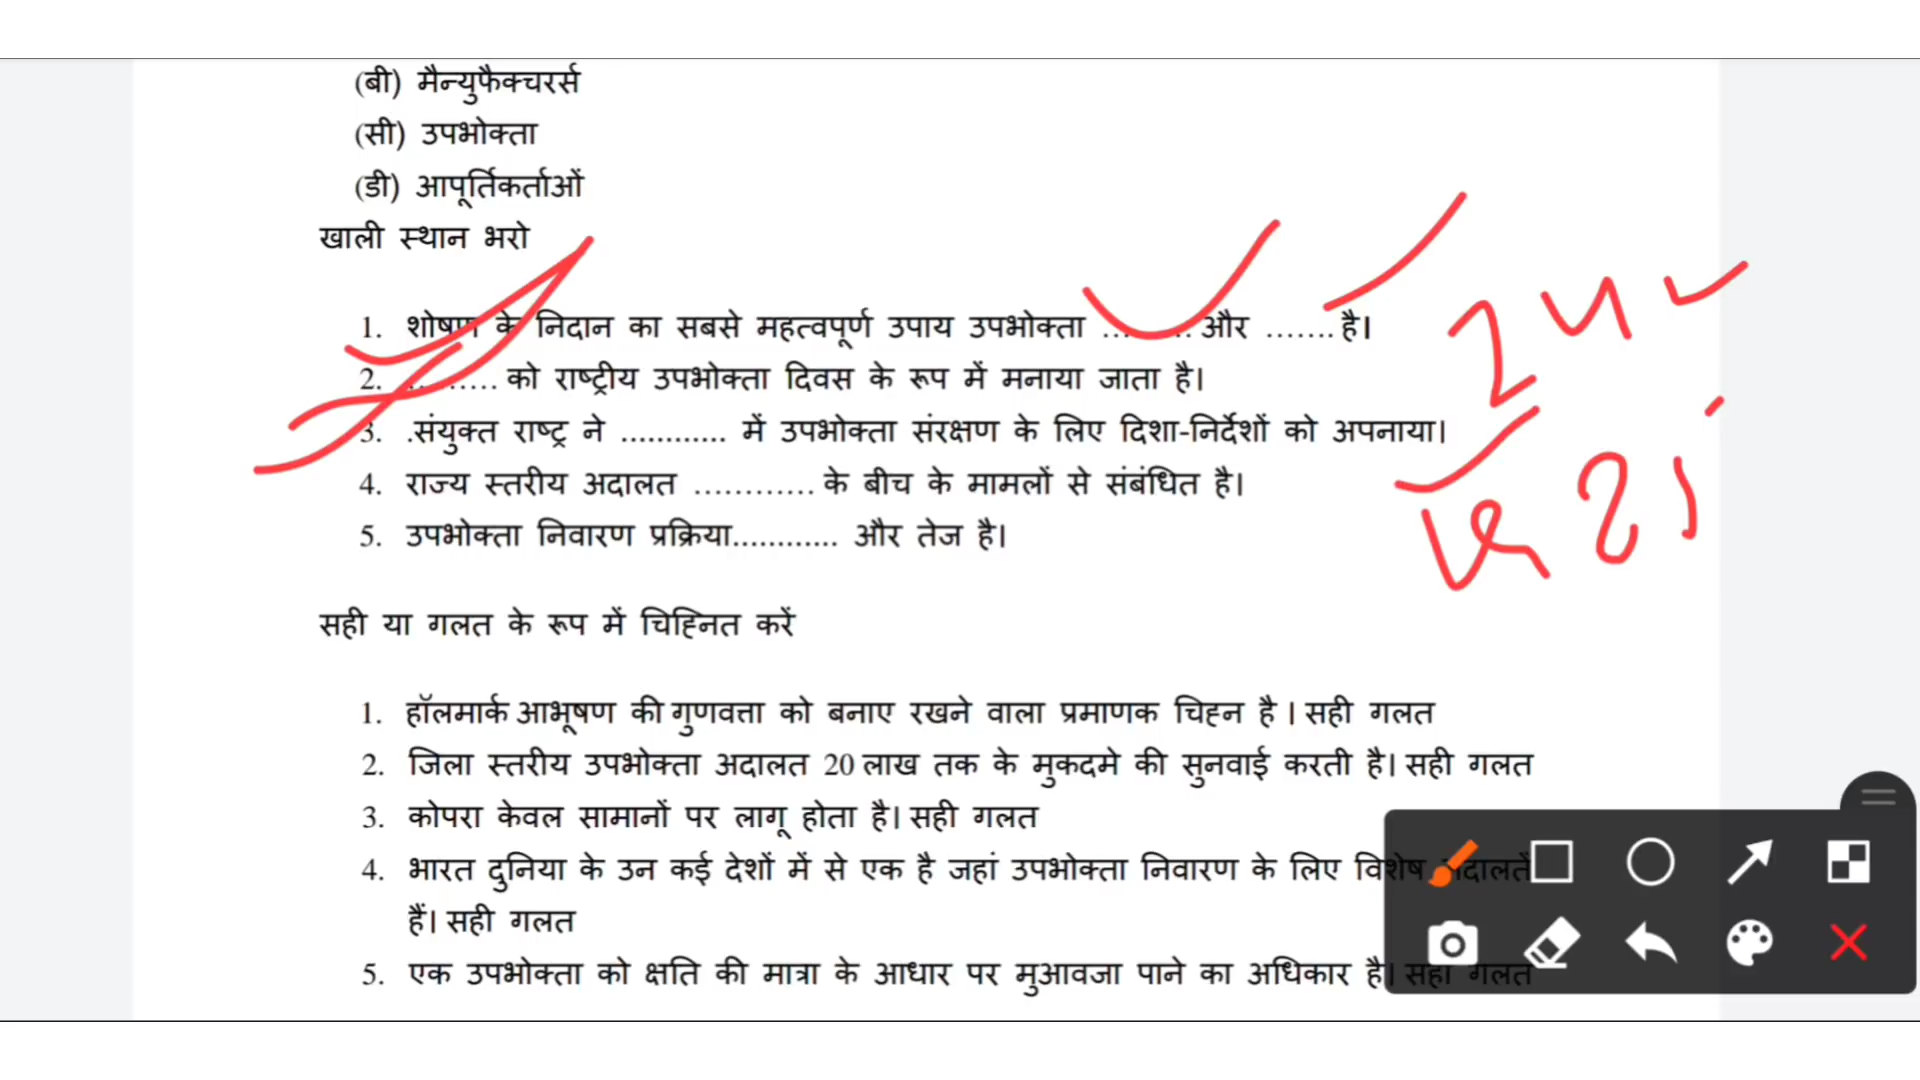 (बी) मैन्युफैक्चरर्स
(सी) उपभोक्ता
(डी) आपूर्तिकर्ताओं
खाली स्थान भरो
1. शोषण के निदान का सबसे महत्वपूर्ण उपाय उपभोक्ता ......... और ....... है।
2. ......... को राष्ट्रीय उपभोक्ता दिवस के रूप में मनाया जाता है।
3. .संयुक्त राष्ट्र ने ............ में उपभोक्ता संरक्षण के लिए दिशा-निर्देशों को अपनाया।
4. राज्य स्तरीय अदालत ............ के बीच के मामलों से संबंधित है।
5. उपभोक्ता निवारण प्रक्रिया............ और तेज है।
सही या गलत के रूप में चिह्नित करें
1. हॉलमार्क आभूषण की गुणवत्ता को बनाए रखने वाला प्रमाणक चिह्न है । सही गलत
2. जिला स्तरीय उपभोक्ता अदालत 20 लाख तक के मुकदमे की सुनवाई करती है। सही गलत
3. कोपरा केवल सामानों पर लागू होता है। सही गलत
4. भारत दुनिया के उन कई देशों में से एक है जहां उपभोक्ता निवारण के लिए विशेष अदालतें
हैं। सही गलत
5. एक उपभोक्ता को क्षति की मात्रा के आधार पर मुआवजा पाने का अधिकार है। सही गलत